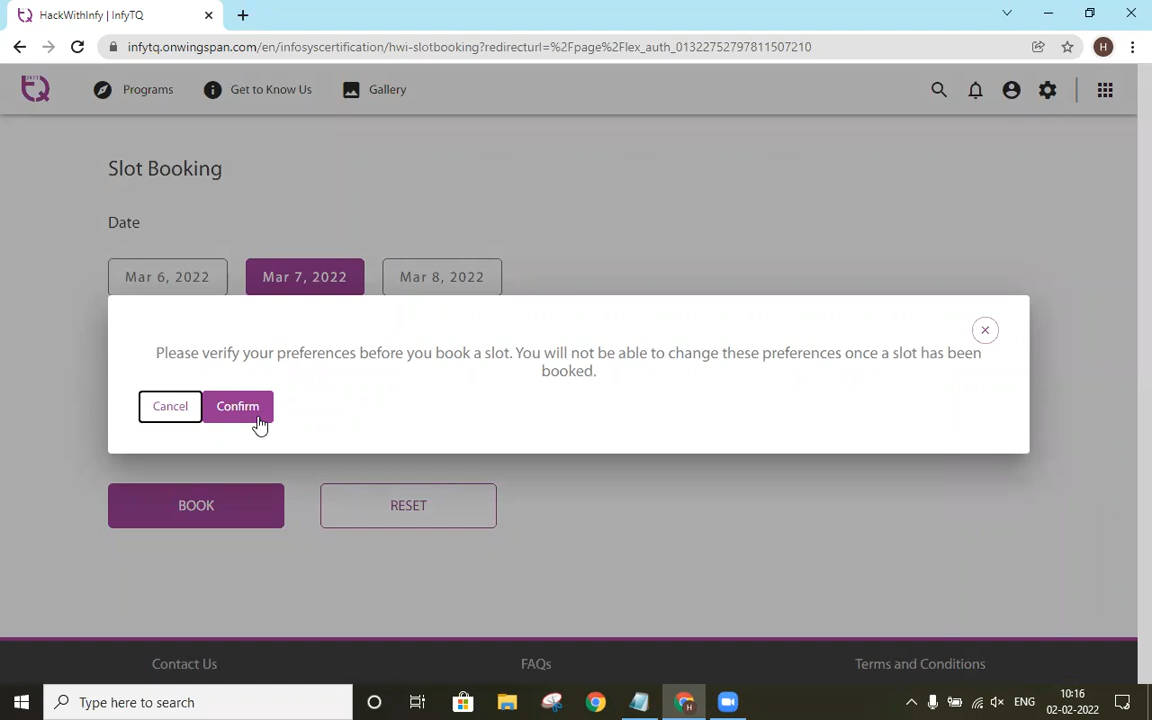 HackWithInfy | InfyTQ
infytq.onwingspan.com/en/infosyscertification/hwi-slotbooking?redirecturl=%2Fpage%2Flex_auth_01322752797811507210
H
INFY
TQ
Programs
Get to Know Us
Gallery
Slot Booking
Date
Mar 6, 2022
Mar 7, 2022
Mar 8, 2022
Please verify your preferences before you book a slot. You will not be able to change these preferences once a slot has been
booked.
Cancel
Confirm
BOOK
RESET
Contact Us
FAQs
Terms and Conditions
Type here to search
H
ENG
10:16
02-02-2022